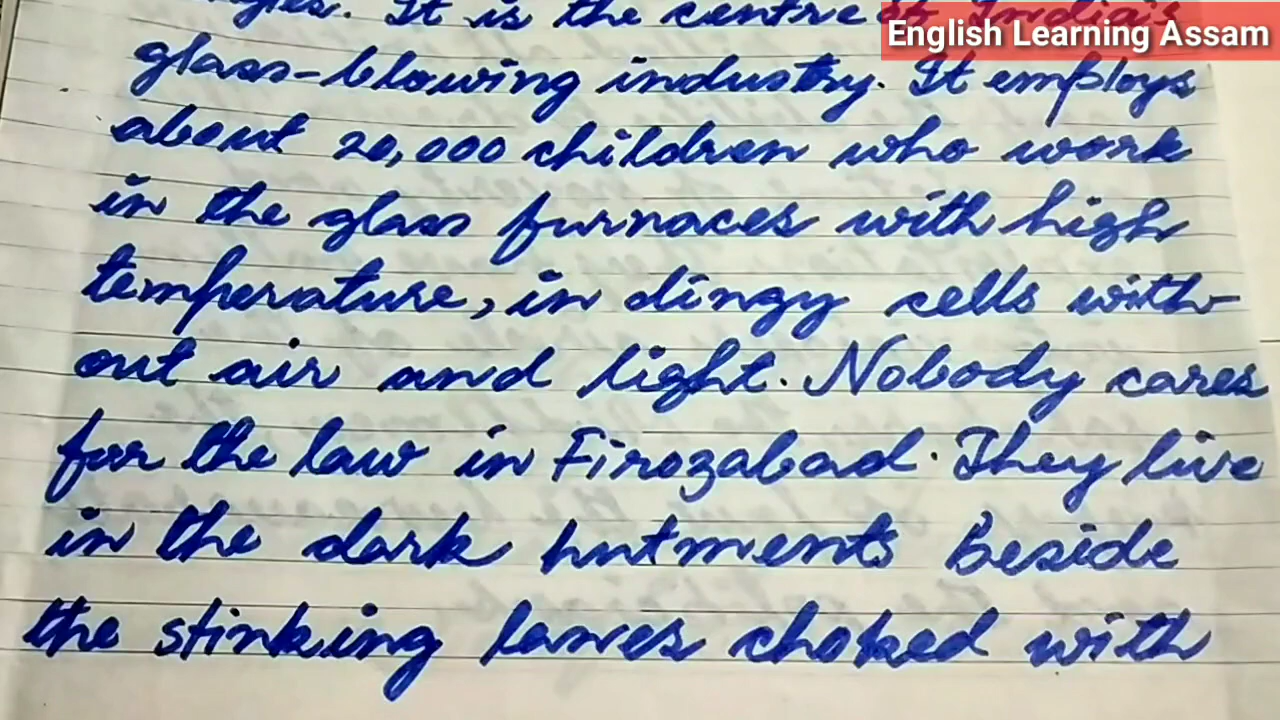 It is the centre of India's
English Learning Assam
glass-blowing industry. It employs
about 20,000 children who work
in the glass furnaces with high
temperature, in dingy cells with-
out air and light. Nobody cares
for the law in Firozabad. They live
in the dark hutments beside
the stinking lanes choked with